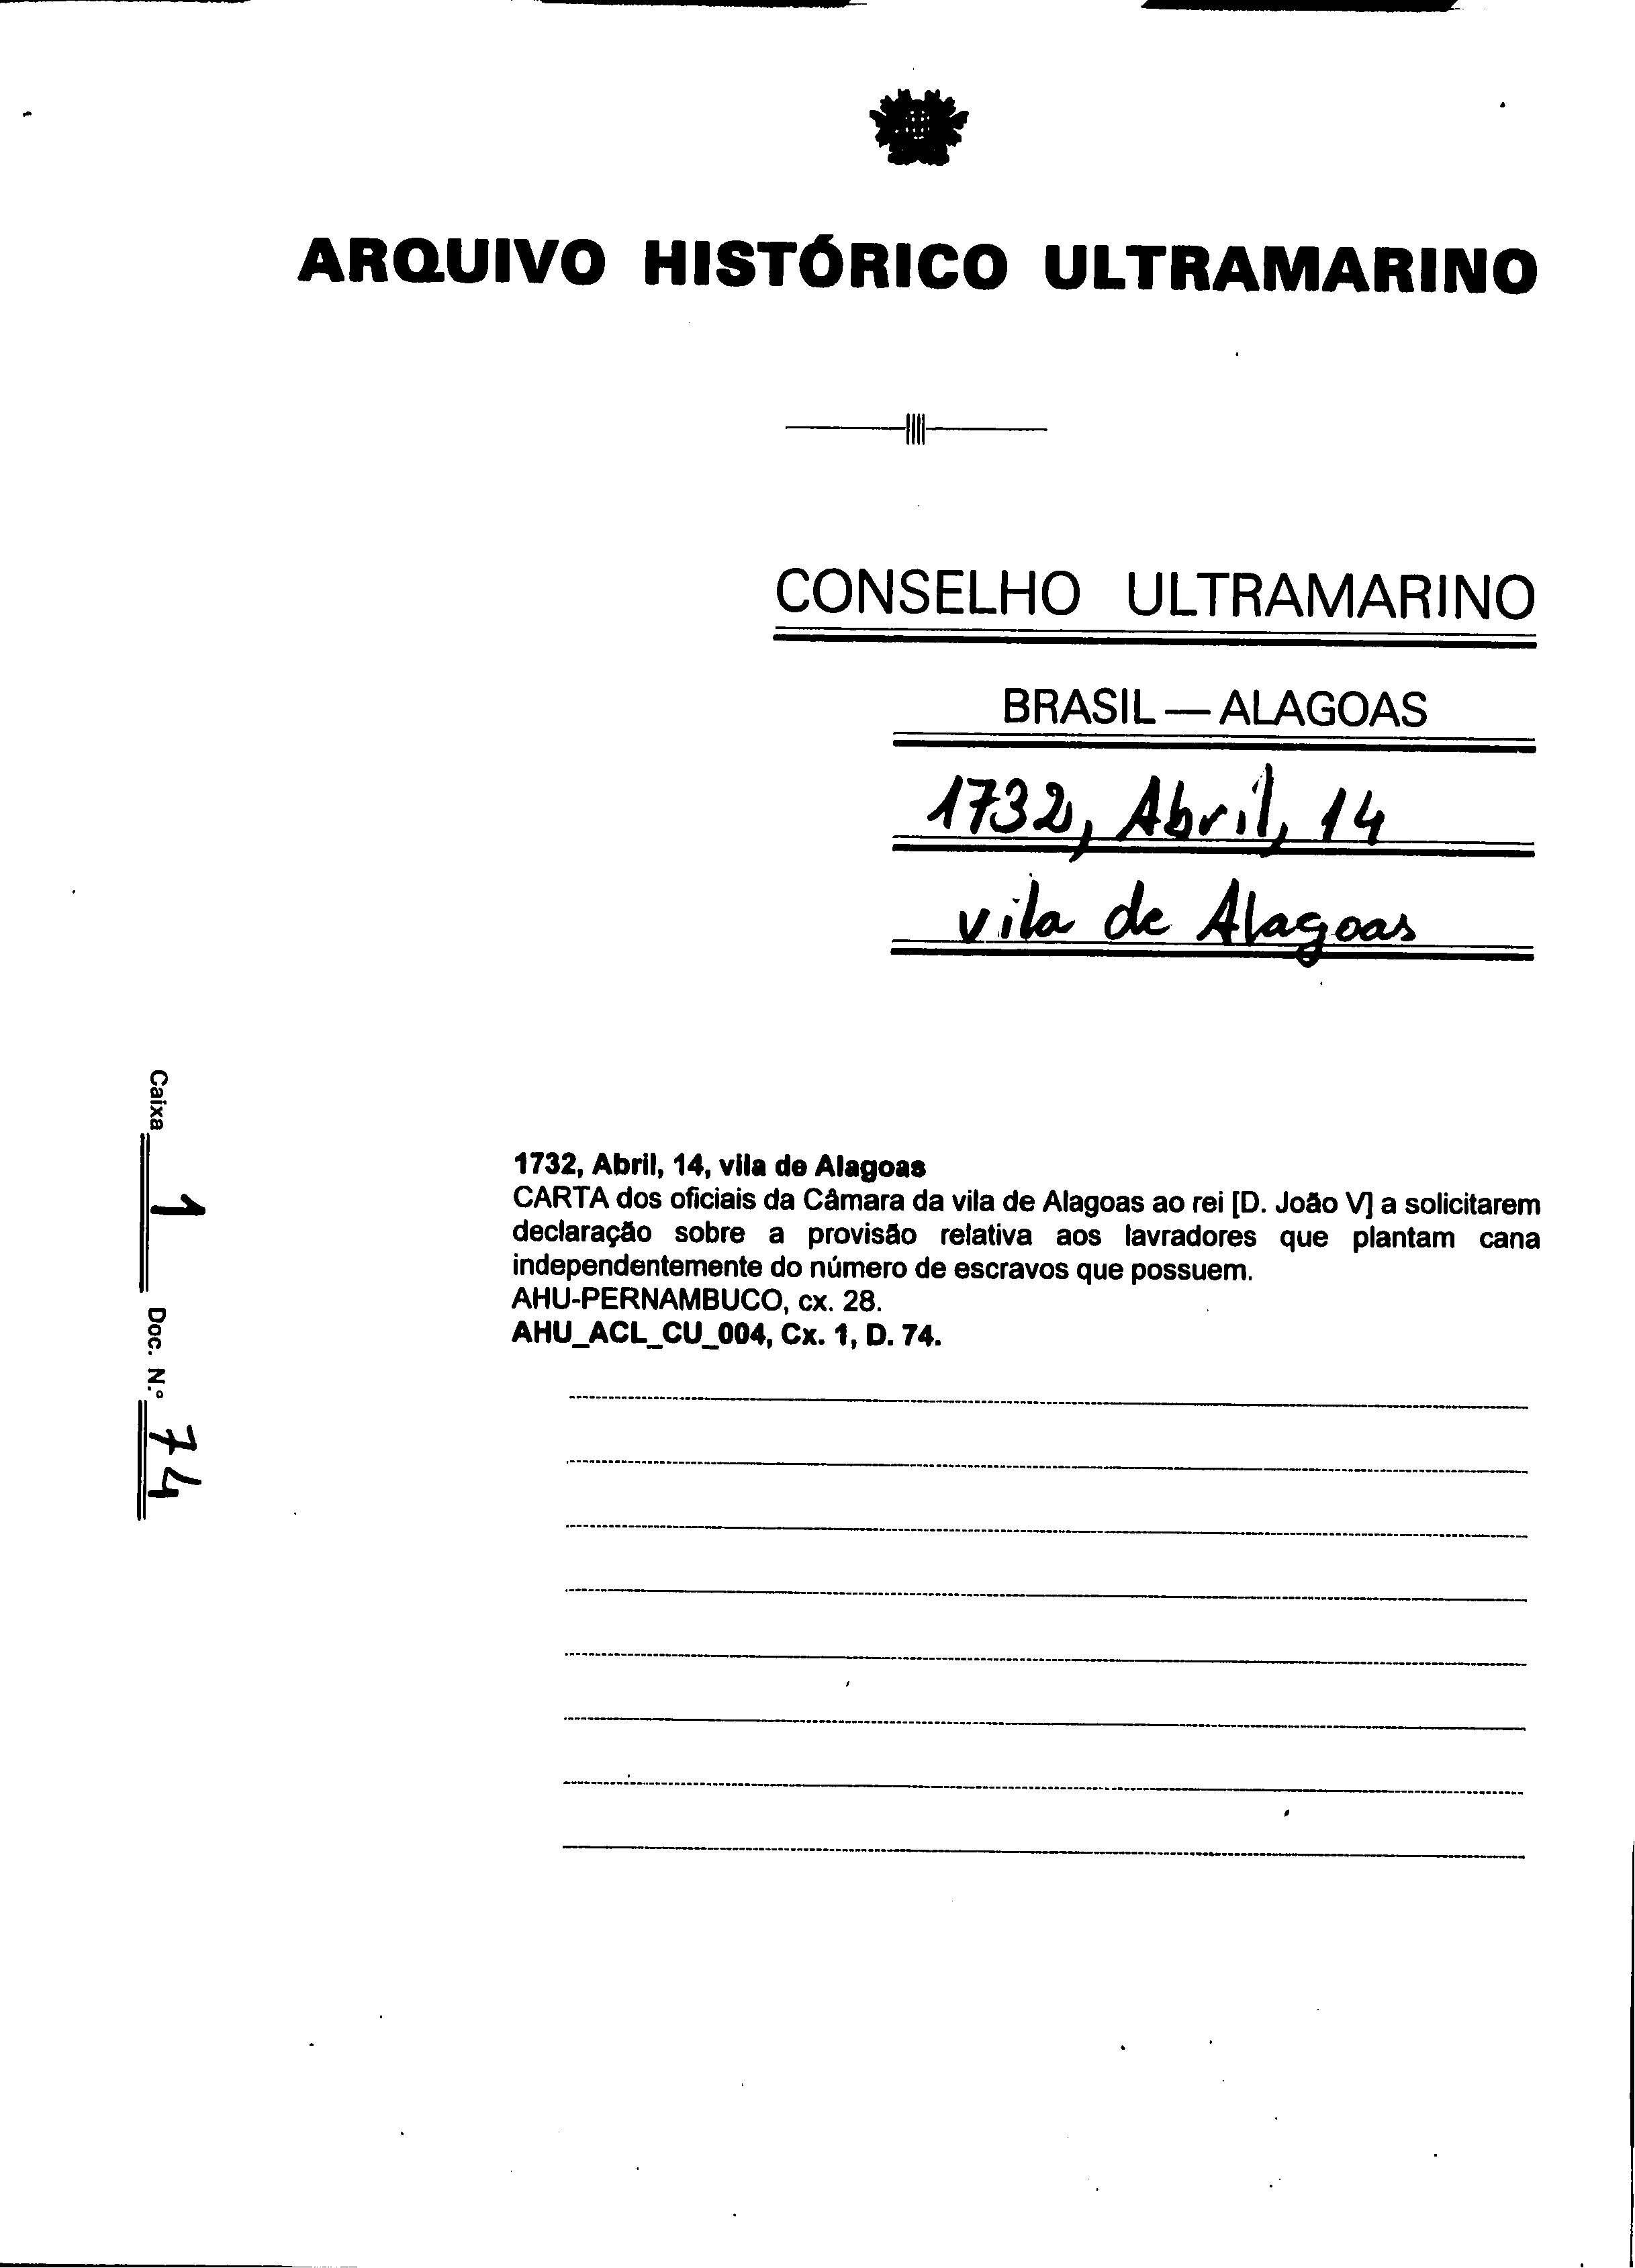 ARQUIVO HISTÓRICO ULTRAMARINO
CONSELHO ULTRAMARINO
BRASIL — ALAGOAS
1732, Abril, 14
vila de Alagoas
Caixa 1 Doc. N.º 74
1732, Abril, 14, vila de Alagoas
CARTA dos oficiais da Câmara da vila de Alagoas ao rei [D. João V] a solicitarem
declaração sobre a provisão relativa aos lavradores que plantam cana
independentemente do número de escravos que possuem.
AHU-PERNAMBUCO, cx. 28.
AHU_ACL_CU_004, Cx. 1, D. 74.